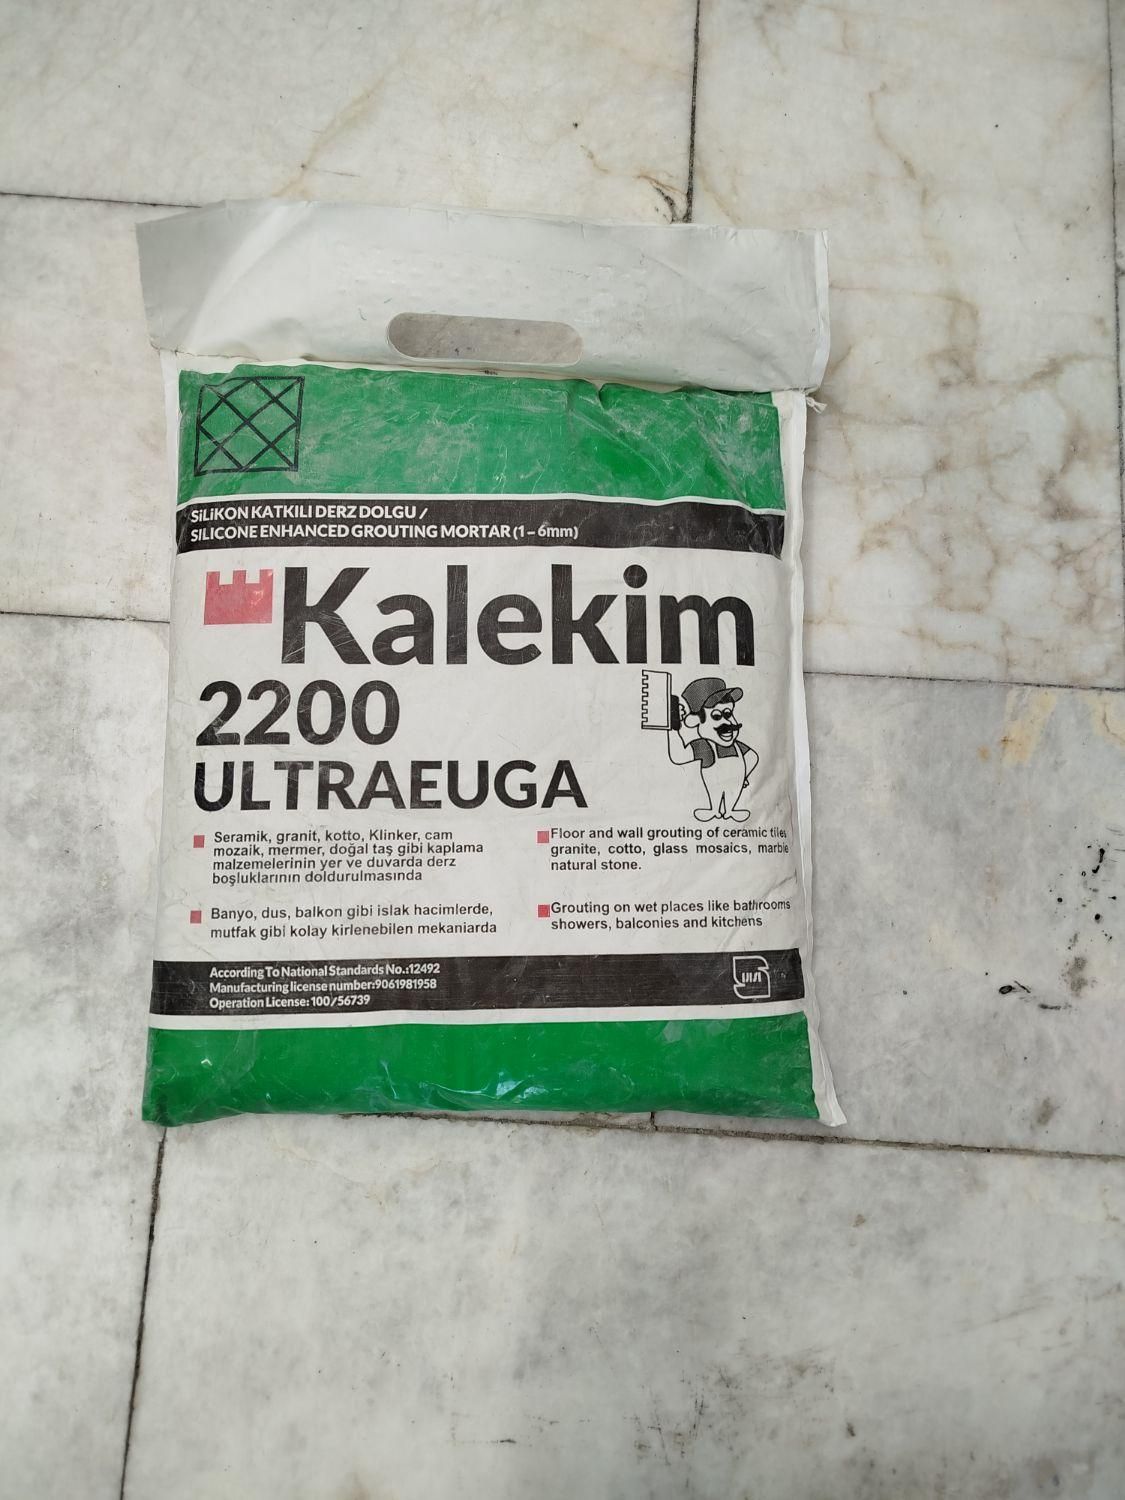 SiLiKON KATKILI DERZ DOLGU /
SILICONE ENHANCED GROUTING MORTAR (1 – 6mm)
Kalekim
2200
ULTRAEUGA
Seramik, granit, kotto, Klinker, cam
mozaik, mermer, doğal taş gibi kaplama
malzemelerinin yer ve duvarda derz
boşluklarının doldurulmasında
Banyo, dus, balkon gibi islak hacimlerde,
mutfak gibi kolay kirlenebilen mekaniarda
Floor and wall grouting of ceramic tiles
granite, cotto, glass mosaics, marble
natural stone.
Grouting on wet places like bathrooms
showers, balconies and kitchens
According To National Standards No.:12492
Manufacturing license number:9061981958
Operation License: 100/56739